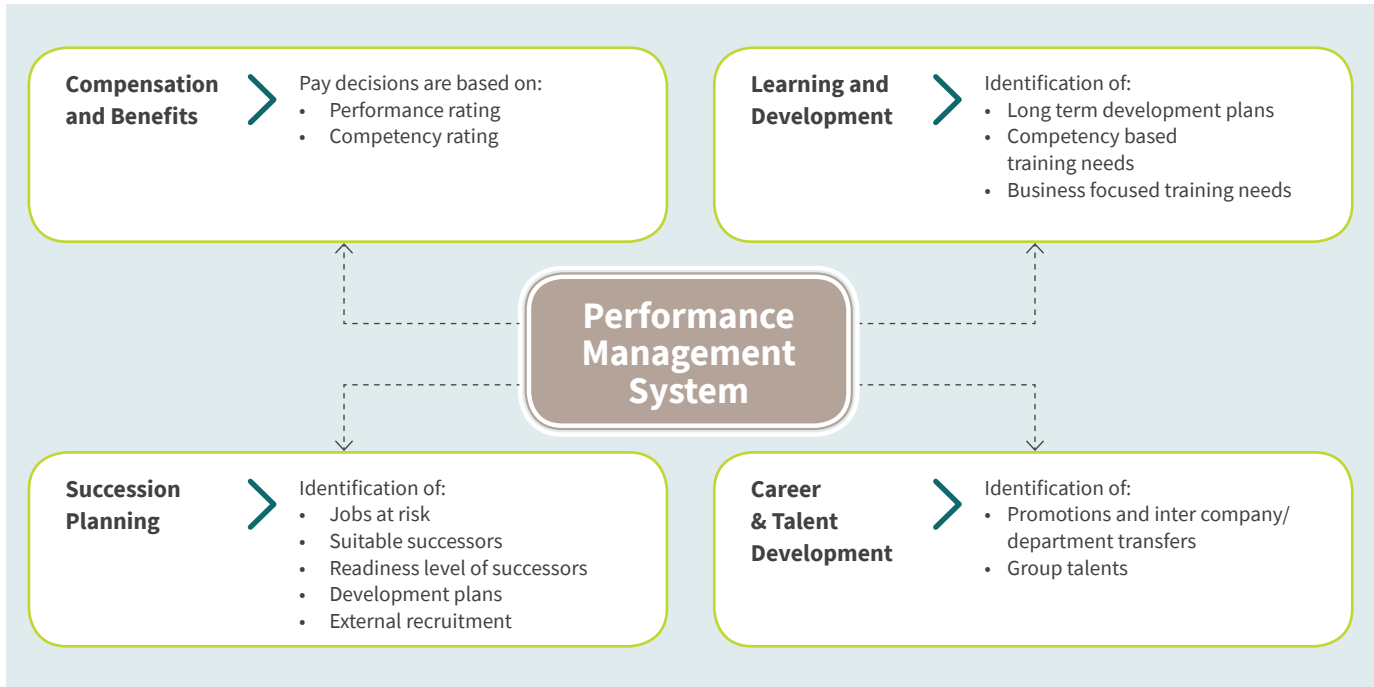 Compensation
and Benefits
Pay decisions are based on:
• Performance rating
• Competency rating
Learning and
Development
Identification of:
• Long term development plans
• Competency based
training needs
• Business focused training needs
Performance
Management
System
Succession
Planning
Identification of:
• Jobs at risk
• Suitable successors
• Readiness level of successors
• Development plans
• External recruitment
Career
& Talent
Development
Identification of:
• Promotions and inter company/
department transfers
• Group talents